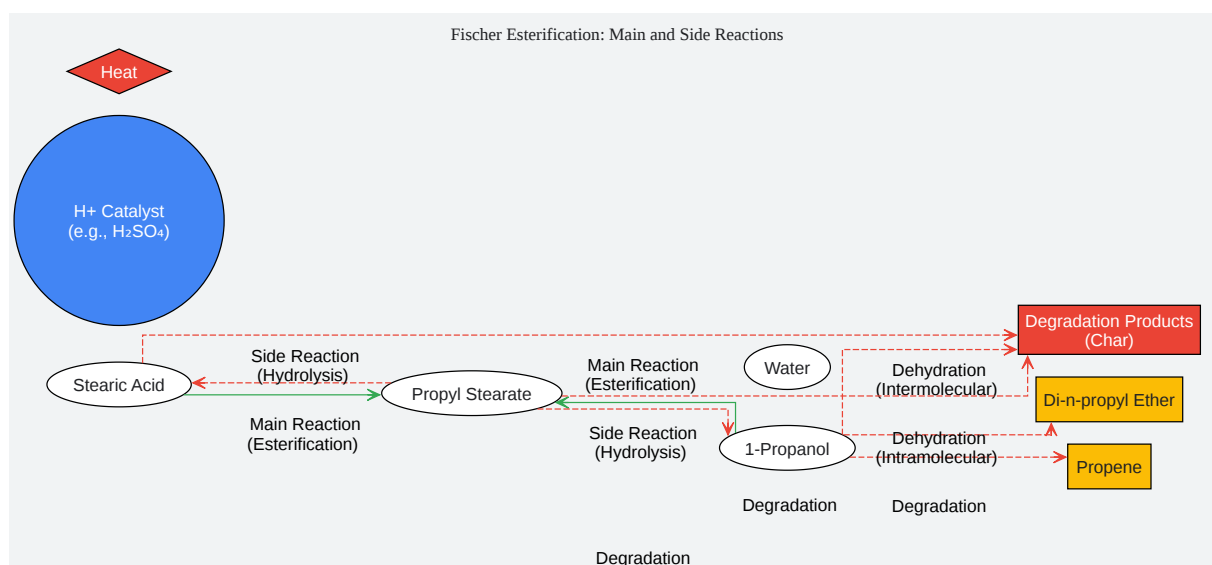 Fischer Esterification: Main and Side Reactions
Heat
H+ Catalyst
(e.g., H₂SO₄)
Degradation Products
(Char)
Side Reaction
(Hydrolysis)
Main Reaction
(Esterification)
Water
Dehydration
(Intermolecular)
Stearic Acid
Propyl Stearate
Di-n-propyl Ether
Main Reaction
(Esterification)
Side Reaction
(Hydrolysis)
1-Propanol
Dehydration
(Intramolecular)
Propene
Degradation
Degradation
Degradation